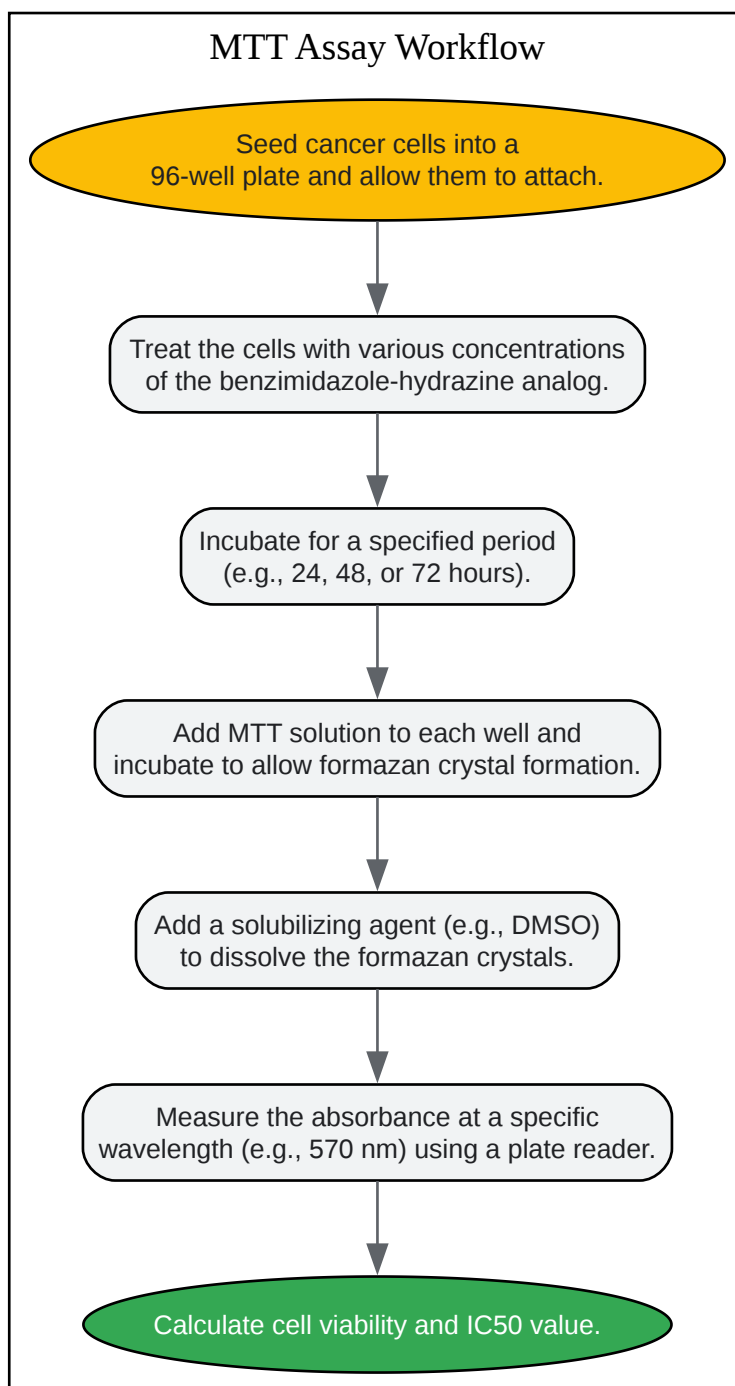 MTT Assay Workflow
Seed cancer cells into a
96-well plate and allow them to attach.
Treat the cells with various concentrations
of the benzimidazole-hydrazine analog.
Incubate for a specified period
(e.g., 24, 48, or 72 hours).
Add MTT solution to each well and
incubate to allow formazan crystal formation.
Add a solubilizing agent (e.g., DMSO)
to dissolve the formazan crystals.
Measure the absorbance at a specific
wavelength (e.g., 570 nm) using a plate reader.
Calculate cell viability and IC50 value.